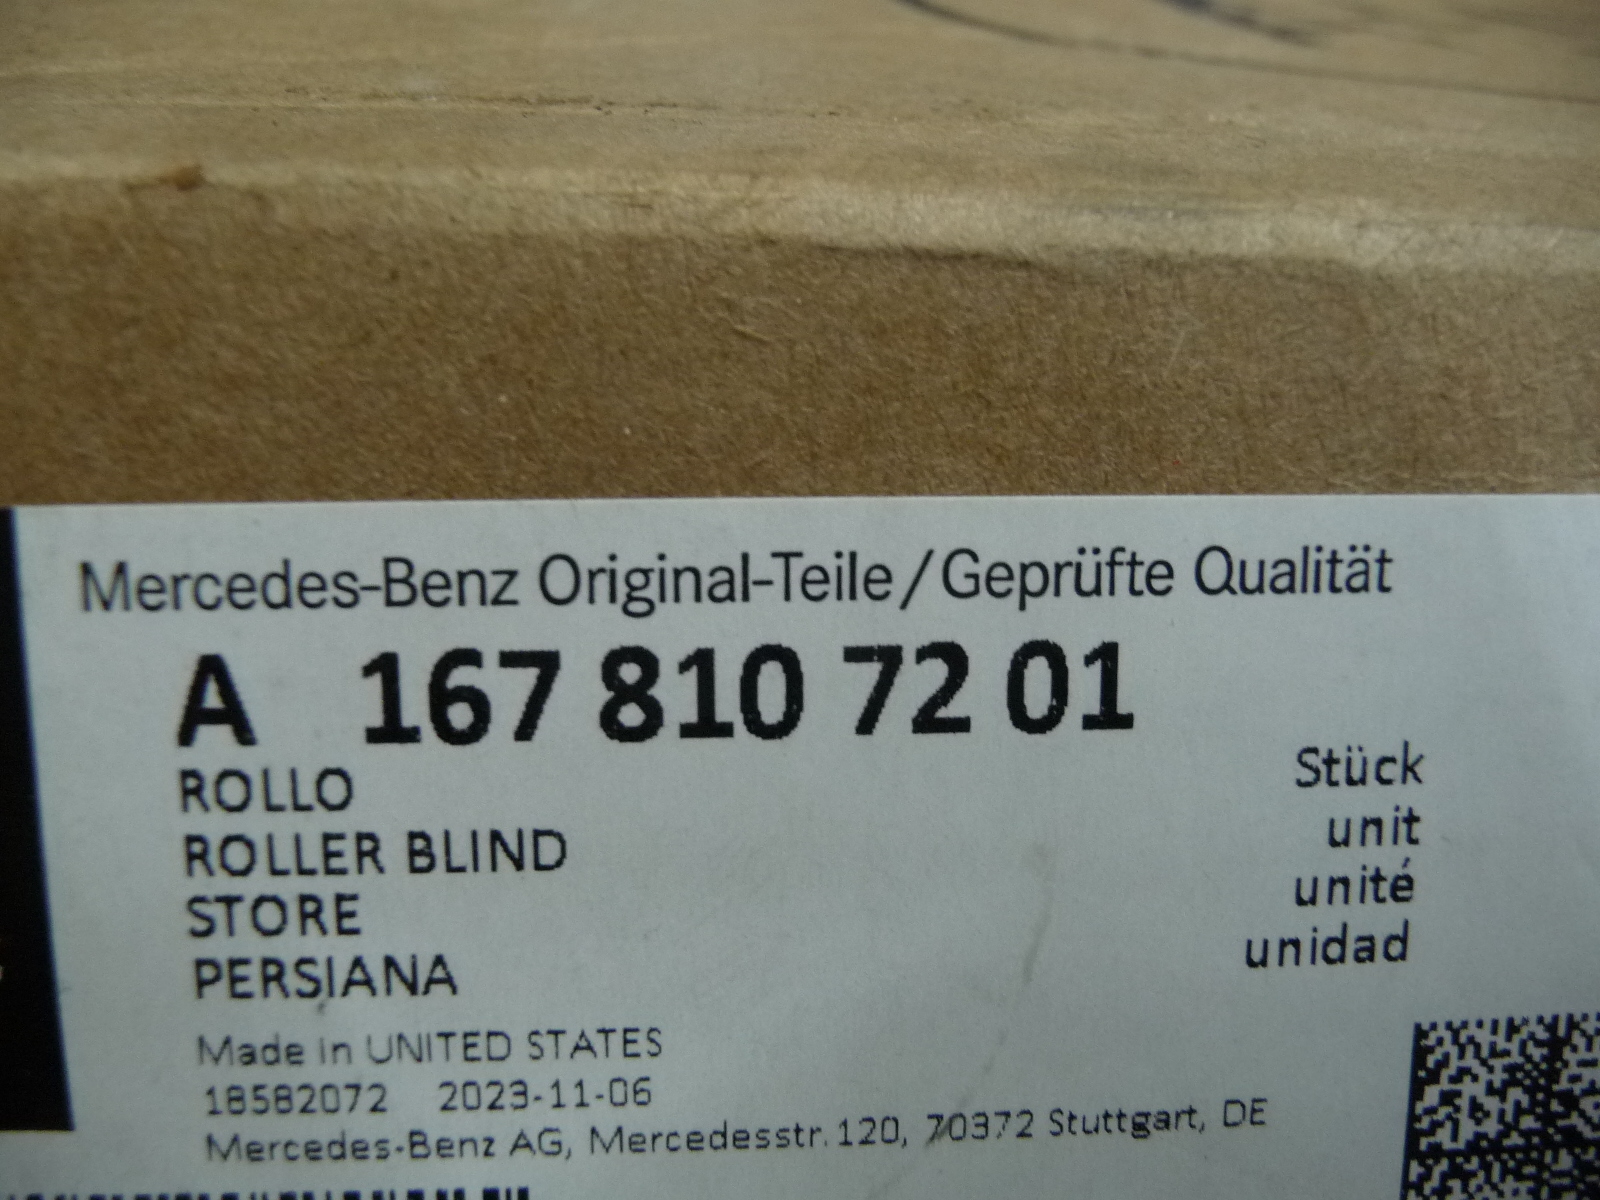 Mercedes-Benz Original-Teile/Geprüfte Qualität
A 167 810 72 01
ROLLO
ROLLER BLIND
STORE
PERSIANA
Stück
unit
unité
unidad
Made in UNITED STATES
18582072 2023-11-06
Mercedes-Benz AG, Mercedesstr. 120, 70372 Stuttgart, DE